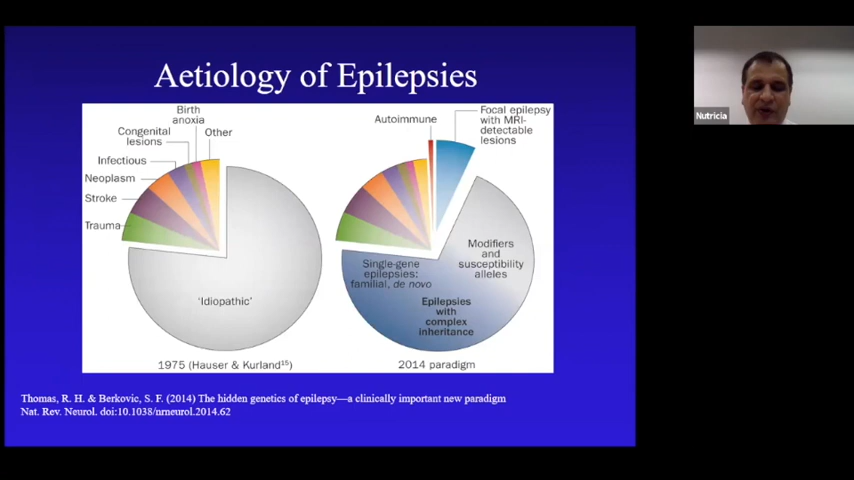 Aetiology of Epilepsies
Birth
anoxia
Congenital
lesions
Other
Infectious
Neoplasm
Stroke
Trauma
'Idiopathic'
1975 (Hauser & Kurland¹⁵)
Autoimmune
Focal epilepsy
with MRI-
detectable
lesions
Modifiers
and
susceptibility
alleles
Single-gene
epilepsies:
familial, de novo
Epilepsies
with
complex
inheritance
2014 paradigm
Thomas, R. H. & Berkovic, S. F. (2014) The hidden genetics of epilepsy—a clinically important new paradigm
Nat. Rev. Neurol. doi:10.1038/nrneurol.2014.62
Nutricia